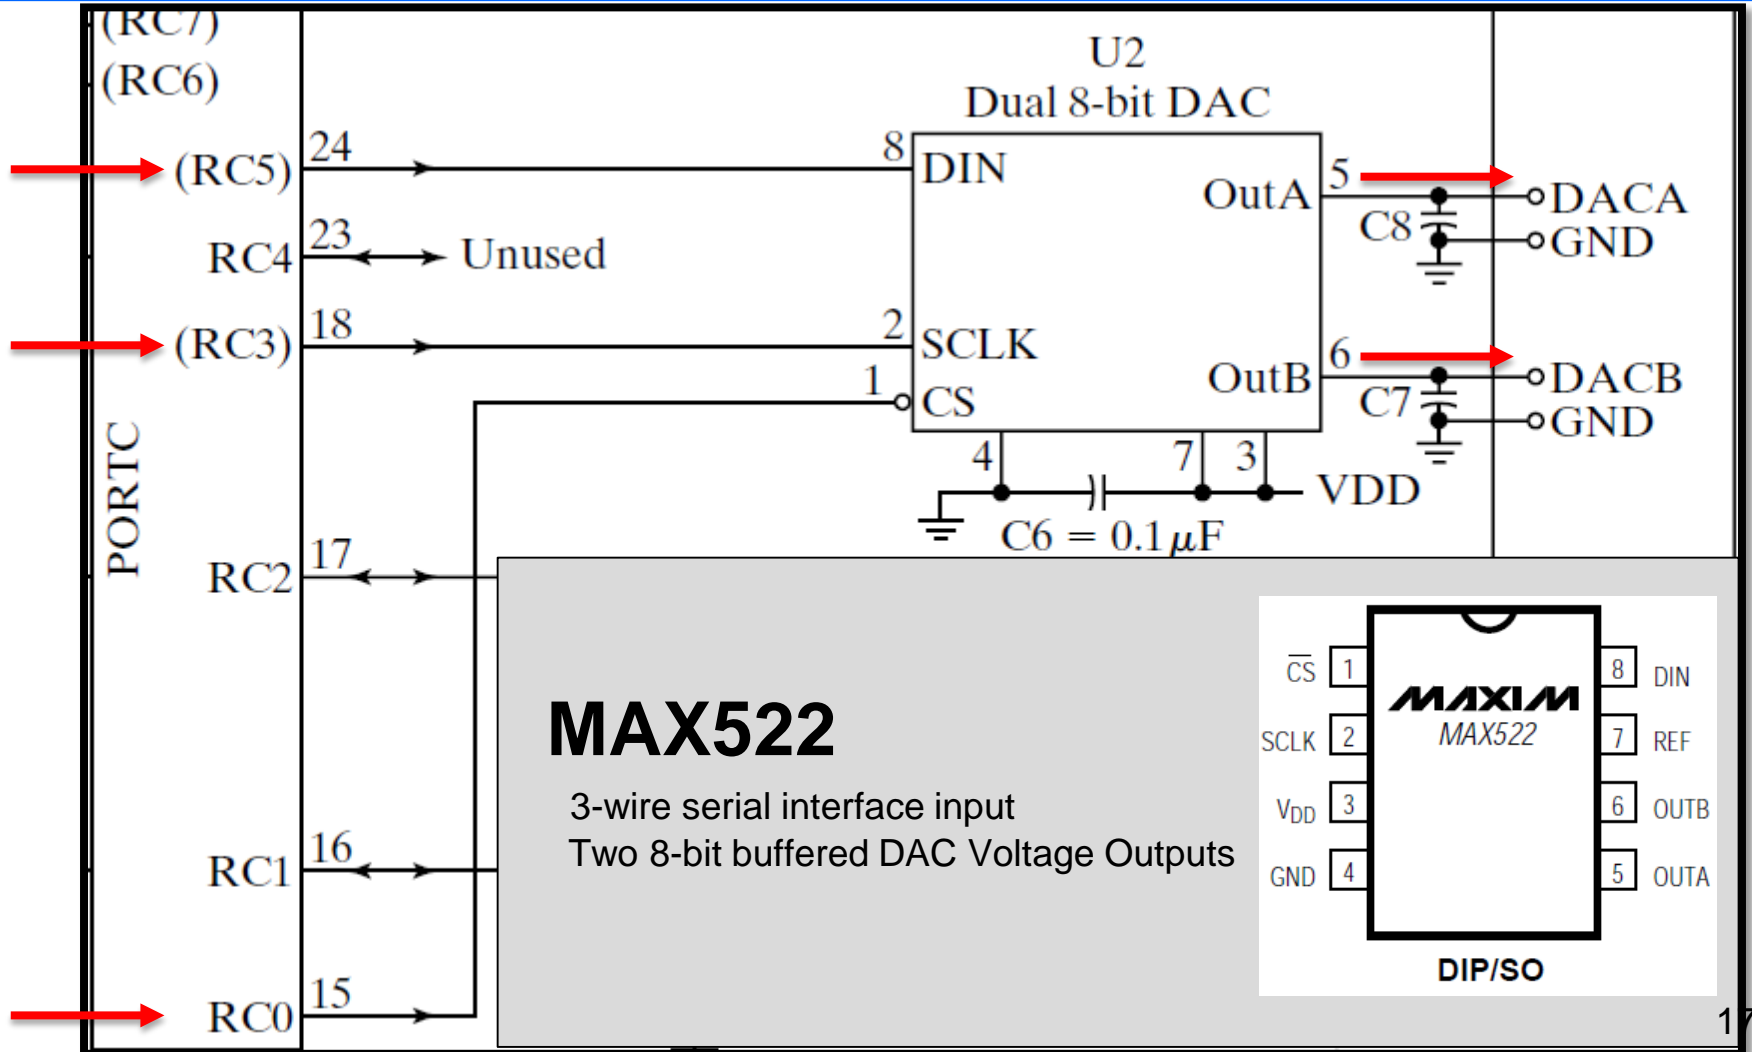 (RC7)
(RC6)
(RC5) 24
RC4 23 Unused
(RC3) 18
PORTC
RC2 17
RC1 16
RC0 15
U2
Dual 8-bit DAC
8 DIN
2 SCLK
1 CS
OutA 5
OutB 6
C8
DACA
GND
C7
DACB
GND
4 7 3
VDD
C6 = 0.1 μF
MAX522
3-wire serial interface input
Two 8-bit buffered DAC Voltage Outputs
C̅S̅ 1
SCLK 2
VDD 3
GND 4
MAXIM
MAX522
8 DIN
7 REF
6 OUTB
5 OUTA
DIP/SO
17